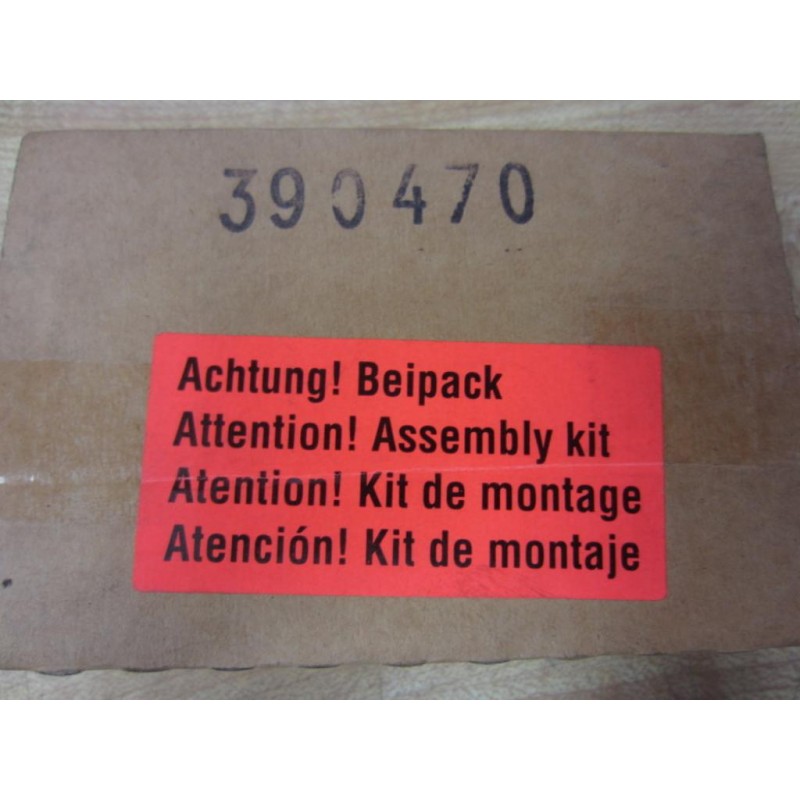 390470
Achtung! Beipack
Attention! Assembly kit
Atention! Kit de montage
Atención! Kit de montaje